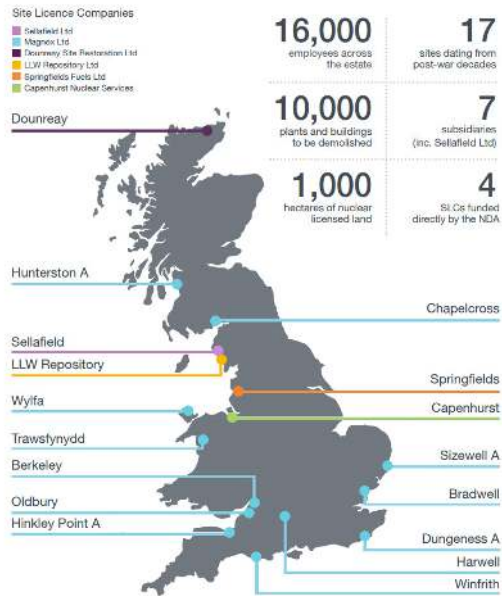 Site Licence Companies
Sellafield Ltd
Magnox Ltd
Dounreay Site Restoration Ltd
LLW Repository Ltd
Springfields Fuels Ltd
Capenhurst Nuclear Services
16,000
employees across
the estate
17
sites dating from
post-war decades
10,000
plants and buildings
to be demolished
7
subsidiaries
(inc. Sellafield Ltd)
1,000
hectares of nuclear
licensed land
4
SLCs funded
directly by the NDA
Dounreay
Hunterston A
Chapelcross
Sellafield
LLW Repository
Springfields
Wylfa
Capenhurst
Trawsfynydd
Sizewell A
Berkeley
Bradwell
Oldbury
Hinkley Point A
Dungeness A
Harwell
Winfrith